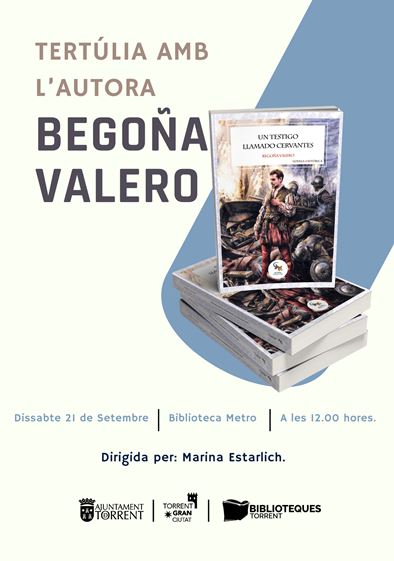 TERTÚLIA AMB
L'AUTORA
BEGOÑA
VALERO
UN TESTIGO
LLAMADO CERVANTES
BEGOÑA VALERO
Dissabte 21 de Setembre | Biblioteca Metro | A les 12.00 hores.
Dirigida per: Marina Estarlich.
AJUNTAMENT
TORRENT
TORRENT
GRAN
CIUTAT
BIBLIOTEQUES
TORRENT